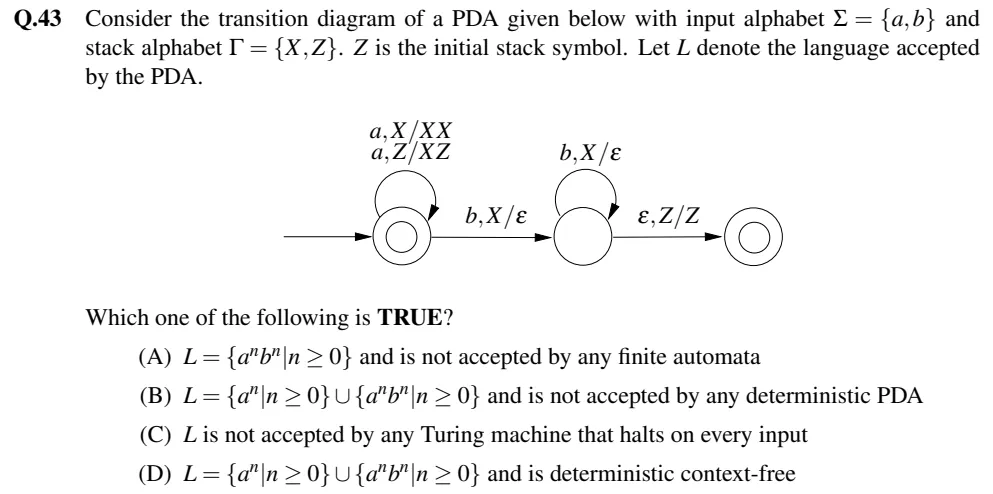 Q.43 Consider the transition diagram of a PDA given below with input alphabet Σ = {a,b} and
stack alphabet Γ = {X,Z}. Z is the initial stack symbol. Let L denote the language accepted
by the PDA.
a,X/XX
a,Z/XZ
b,X/ε
b,X/ε
ε,Z/Z
Which one of the following is TRUE?
(A) L = {aⁿbⁿ|n ≥ 0} and is not accepted by any finite automata
(B) L = {aⁿ|n ≥ 0} ∪ {aⁿbⁿ|n ≥ 0} and is not accepted by any deterministic PDA
(C) L is not accepted by any Turing machine that halts on every input
(D) L = {aⁿ|n ≥ 0} ∪ {aⁿbⁿ|n ≥ 0} and is deterministic context-free